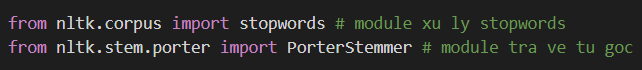 from nltk.corpus import stopwords # module xu ly stopwords
from nltk.stem.porter import PorterStemmer # module tra ve tu goc